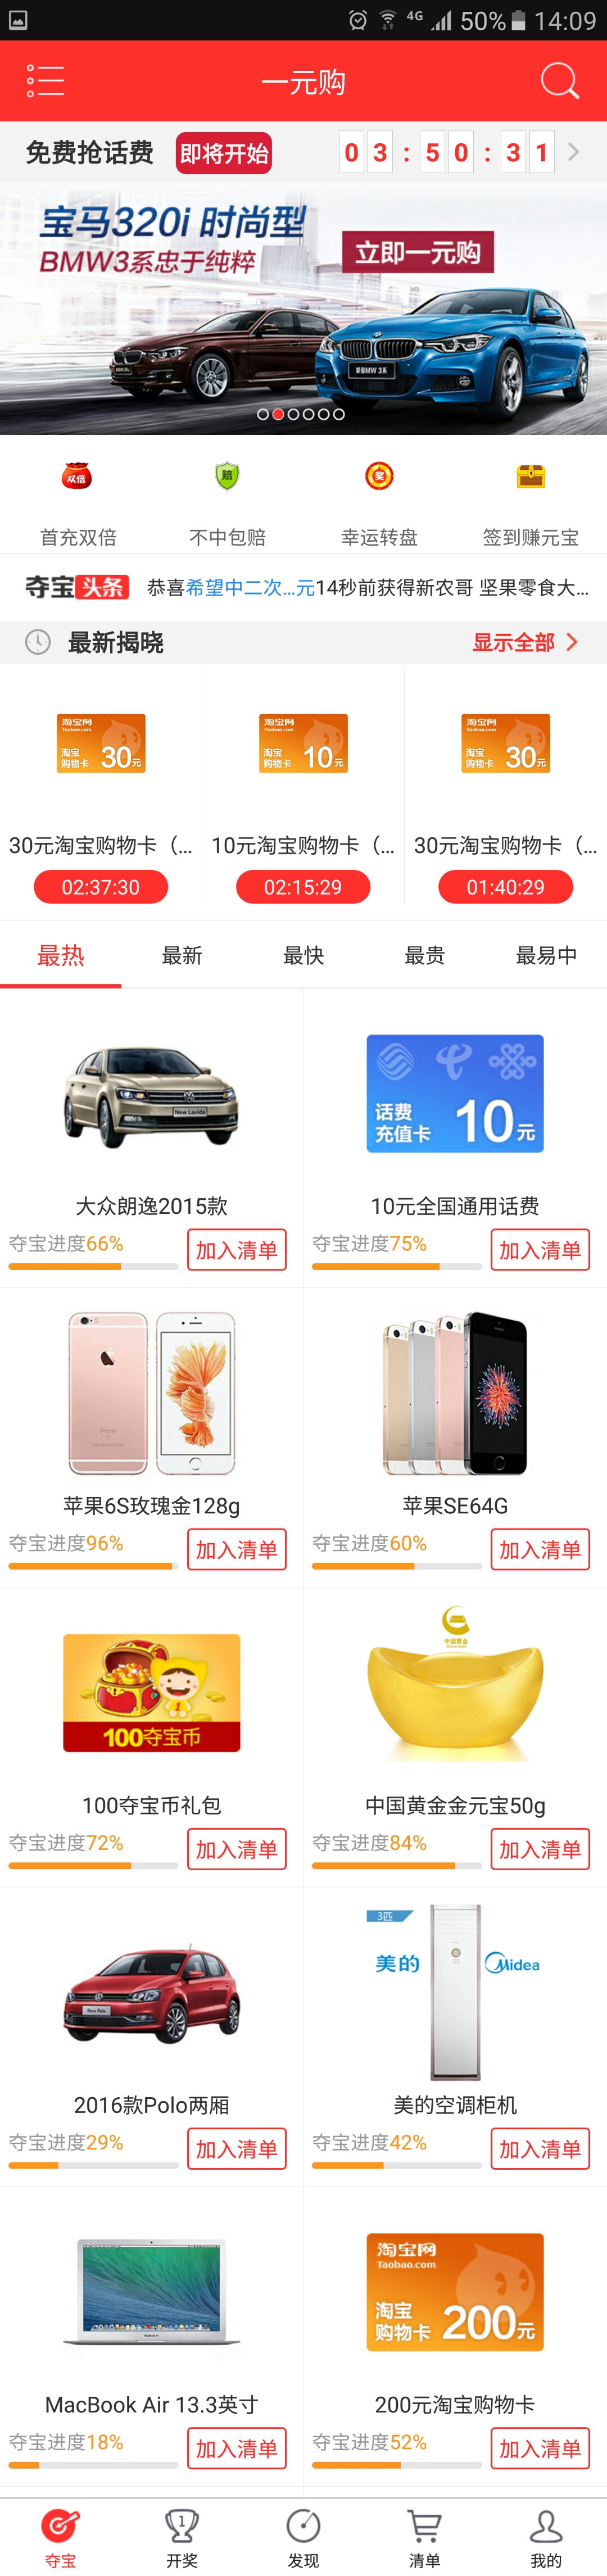 4G 50% 14:09
一元购
免费抢话费 即将开始 03:50:31
宝马320i 时尚型
BMW3系忠于纯粹
立即一元购
新BMW 3系
双倍 赔 奖
首充双倍 不中包赔 幸运转盘 签到赚元宝
夺宝头条 恭喜希望中二次...元14秒前获得新农哥 坚果零食大...
最新揭晓 显示全部
淘宝网 淘宝网 淘宝网
Taobao.com Taobao.com Taobao.com
淘宝购物卡 30元 淘宝购物卡 10元 淘宝购物卡 30元
30元淘宝购物卡（... 10元淘宝购物卡（... 30元淘宝购物卡（...
02:37:30 02:15:29 01:40:29
最热 最新 最快 最贵 最易中
New Lavida
话费充值卡 10元
大众朗逸2015款 10元全国通用话费
夺宝进度66% 加入清单 夺宝进度75% 加入清单
iPhone
苹果6S玫瑰金128g 苹果SE64G
夺宝进度96% 加入清单 夺宝进度60% 加入清单
中国黄金
100夺宝币
100夺宝币礼包 中国黄金金元宝50g
夺宝进度72% 加入清单 夺宝进度84% 加入清单
3匹
美的 Midea
New Polo
2016款Polo两厢 美的空调柜机
夺宝进度29% 加入清单 夺宝进度42% 加入清单
淘宝网
Taobao.com
淘宝购物卡 200元
MacBook Air 13.3英寸 200元淘宝购物卡
夺宝进度18% 加入清单 夺宝进度52% 加入清单
1
夺宝 开奖 发现 清单 我的